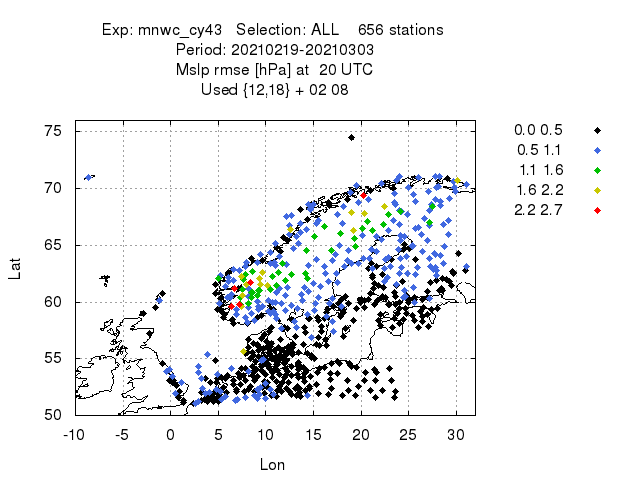 Exp: mnwc_cy43   Selection: ALL    656 stations
Period: 20210219-20210303
Mslp rmse [hPa] at  20 UTC
Used {12,18} + 02 08
0.0 0.5
0.5 1.1
1.1 1.6
1.6 2.2
2.2 2.7
75
70
65
60
55
50
Lat
-10 -5 0 5 10 15 20 25 30
Lon